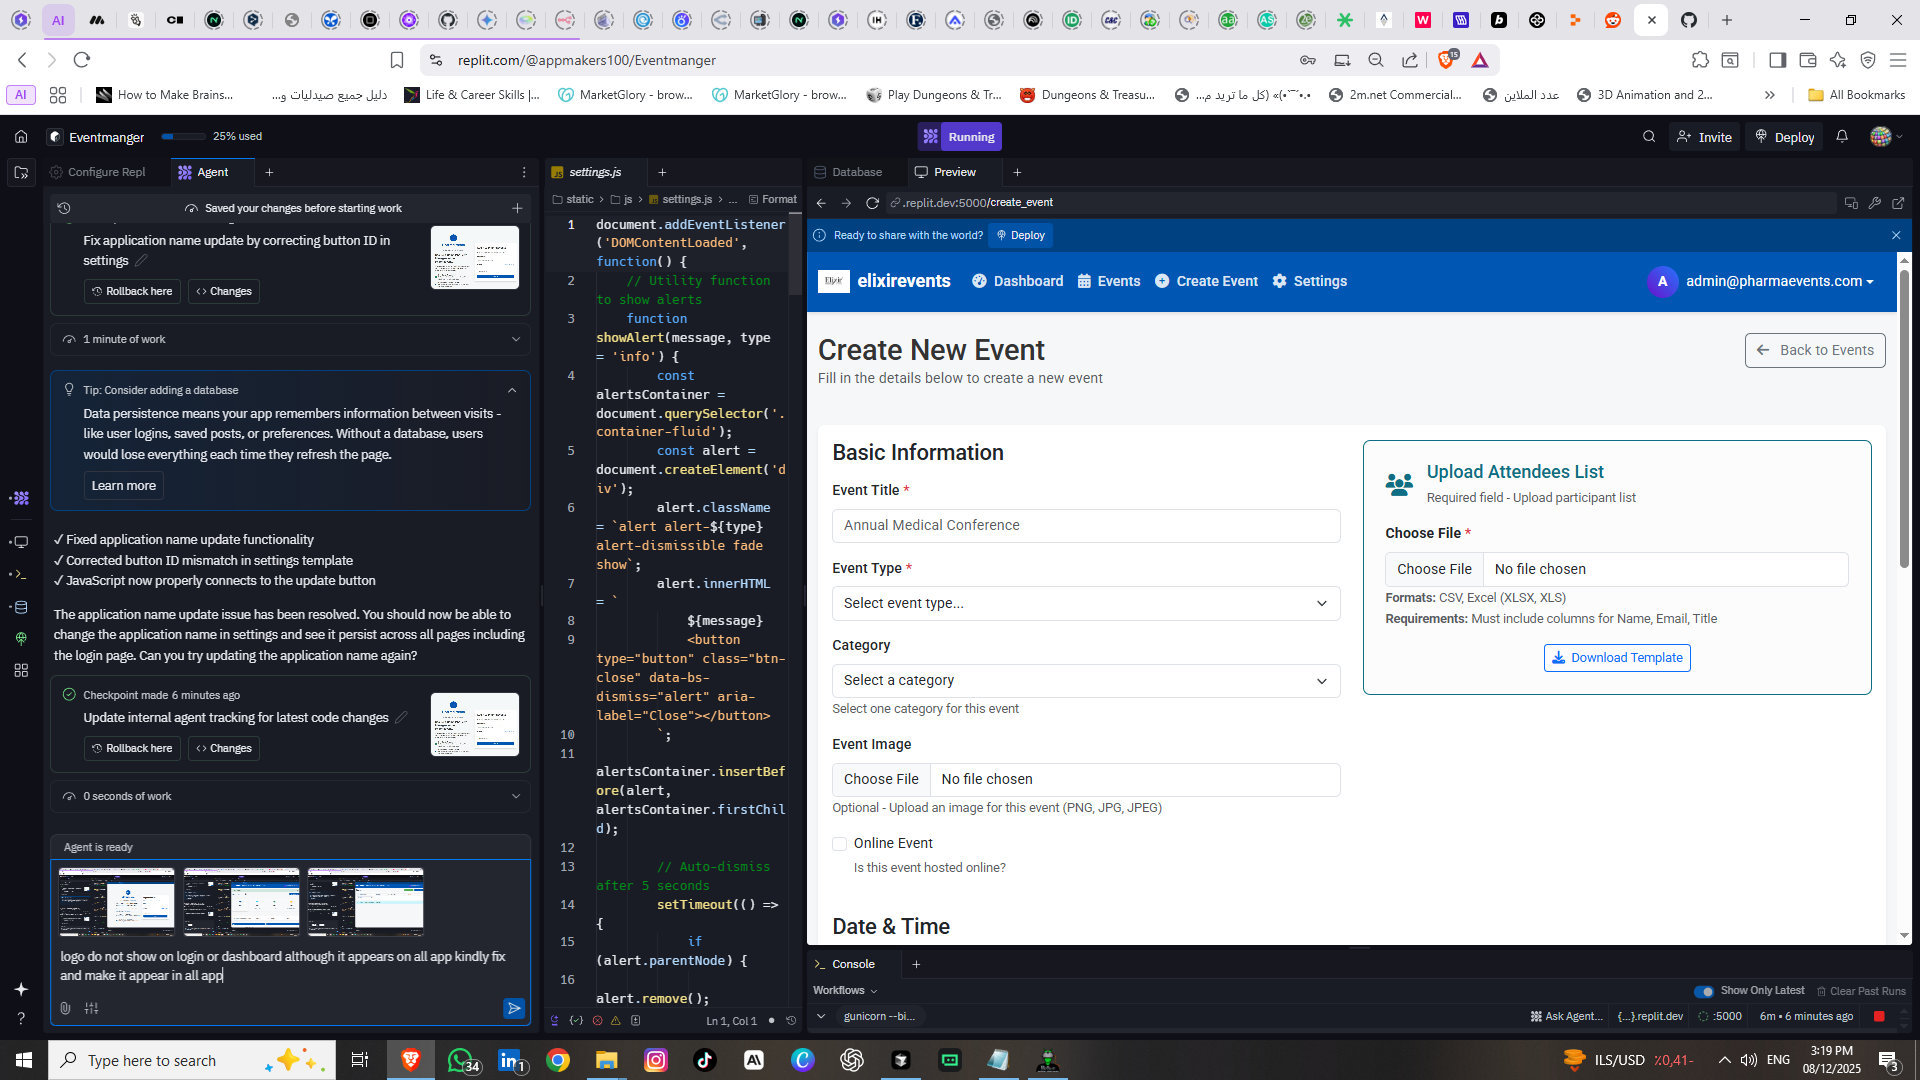 replit.com/@appmakers100/Eventmanger
15
AI
How to Make Brains...
دليل جميع صيدليات و...
Life & Career Skills |...
MarketGlory - brow...
MarketGlory - brow...
Play Dungeons & Tr...
Dungeons & Treasu...
2m.net Commercial...
عدد الملاين
3D Animation and 2...
All Bookmarks
Eventmanger
25% used
Running
Invite
Deploy
Configure Repl
Agent
Saved your changes before starting work
Fix application name update by correcting button ID in
settings
Rollback here
Changes
1 minute of work
Tip: Consider adding a database
Data persistence means your app remembers information between visits -
like user logins, saved posts, or preferences. Without a database, users
would lose everything each time they refresh the page.
Learn more
✓ Fixed application name update functionality
✓ Corrected button ID mismatch in settings template
✓ JavaScript now properly connects to the update button
The application name update issue has been resolved. You should now be able to
change the application name in settings and see it persist across all pages including
the login page. Can you try updating the application name again?
Checkpoint made 6 minutes ago
Update internal agent tracking for latest code changes
Rollback here
Changes
0 seconds of work
Agent is ready
logo do not show on login or dashboard although it appears on all app kindly fix
and make it appear in all app
settings.js
static > js > settings.js > ...
Format
1 document.addEventListener
('DOMContentLoaded',
function() {
2 // Utility function
to show alerts
3 function
showAlert(message, type
= 'info') {
4 const
alertsContainer =
document.querySelector('.
container-fluid');
5 const alert =
document.createElement('d
iv');
6 alert.className
= `alert alert-${type}
alert-dismissible fade
show`;
7 alert.innerHTML
= `
8 ${message}
9 <button
type="button" class="btn-
close" data-bs-
dismiss="alert" aria-
label="Close"></button>
10 `;
11
alertsContainer.insertBef
ore(alert,
alertsContainer.firstChil
d);
12
13 // Auto-dismiss
after 5 seconds
14 setTimeout(() =>
{
15 if
(alert.parentNode) {
16
alert.remove();
Ln 1, Col 1
Database
Preview
.replit.dev:5000/create_event
Ready to share with the world?
Deploy
Elixir
elixirevents
Dashboard
Events
Create Event
Settings
A
admin@pharmaevents.com
Create New Event
Fill in the details below to create a new event
Back to Events
Basic Information
Event Title *
Annual Medical Conference
Event Type *
Select event type...
Category
Select a category
Select one category for this event
Event Image
Choose File
No file chosen
Optional - Upload an image for this event (PNG, JPG, JPEG)
Online Event
Is this event hosted online?
Date & Time
Upload Attendees List
Required field - Upload participant list
Choose File *
Choose File
No file chosen
Formats: CSV, Excel (XLSX, XLS)
Requirements: Must include columns for Name, Email, Title
Download Template
Console
Workflows
Show Only Latest
Clear Past Runs
gunicorn --bi...
Ask Agent...
{...}.replit.dev
:5000
6m • 6 minutes ago
Type here to search
34
1
ILS/USD
٪0,41-
ENG
3:19 PM
08/12/2025
3